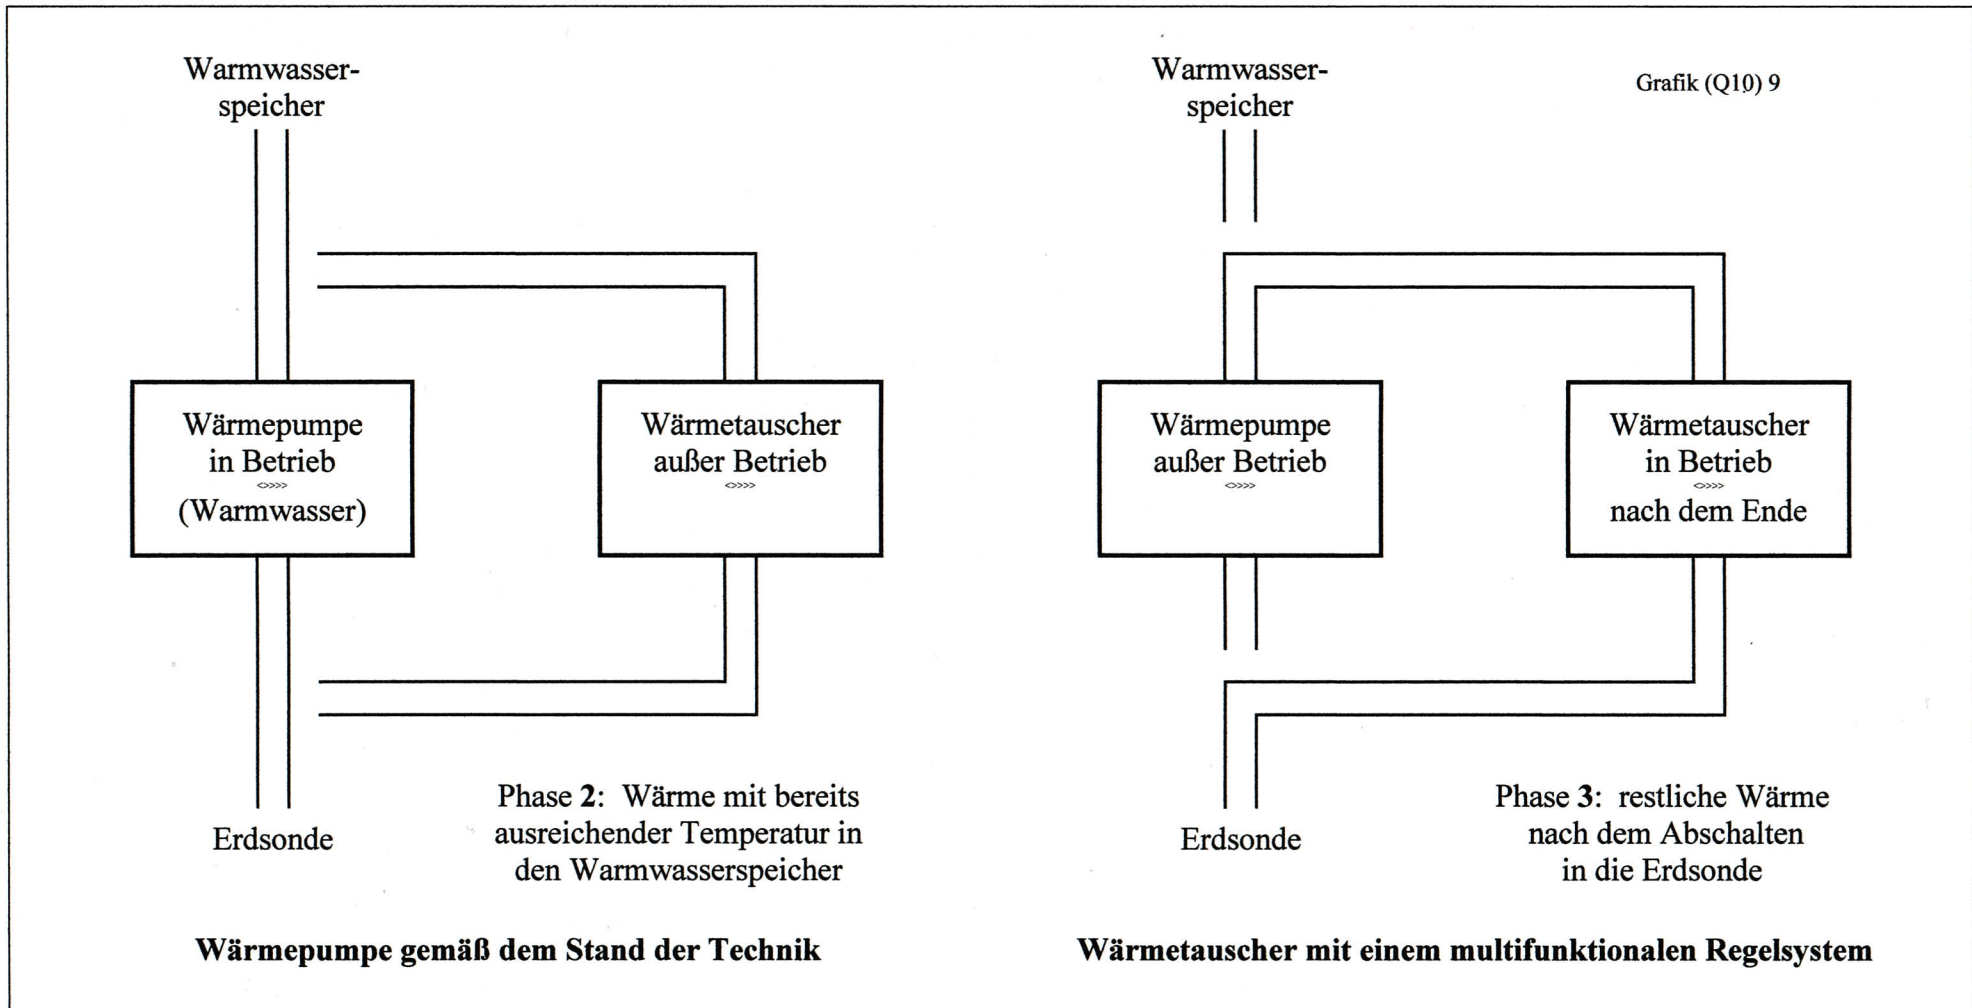 Grafik (Q10) 9
Warmwasser-
speicher
Wärmepumpe
in Betrieb
<>>>>
(Warmwasser)
Wärmetauscher
außer Betrieb
<>>>>
Erdsonde
Phase 2: Wärme mit bereits
ausreichender Temperatur in
den Warmwasserspeicher
Wärmepumpe gemäß dem Stand der Technik
Warmwasser-
speicher
Wärmepumpe
außer Betrieb
<>>>>
Wärmetauscher
in Betrieb
<>>>>
nach dem Ende
Erdsonde
Phase 3: restliche Wärme
nach dem Abschalten
in die Erdsonde
Wärmetauscher mit einem multifunktionalen Regelsystem